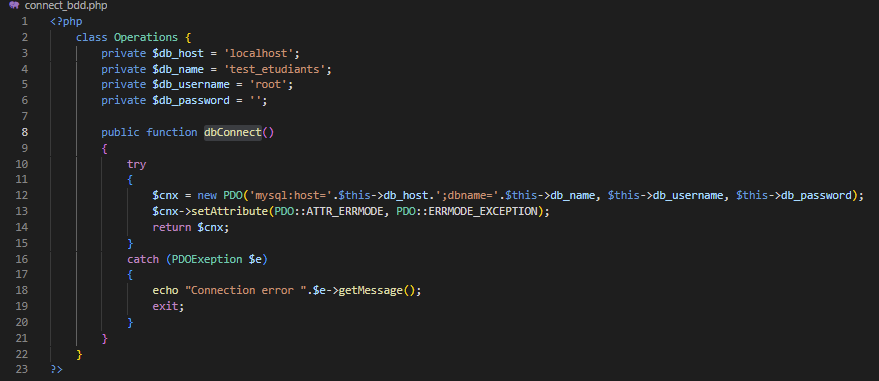 connect_bdd.php
1 <?php
2 class Operations {
3 private $db_host = 'localhost';
4 private $db_name = 'test_etudiants';
5 private $db_username = 'root';
6 private $db_password = '';
7
8 public function dbConnect()
9 {
10 try
11 {
12 $cnx = new PDO('mysql:host='.$this->db_host.';dbname='.$this->db_name, $this->db_username, $this->db_password);
13 $cnx->setAttribute(PDO::ATTR_ERRMODE, PDO::ERRMODE_EXCEPTION);
14 return $cnx;
15 }
16 catch (PDOExeption $e)
17 {
18 echo "Connection error ".$e->getMessage();
19 exit;
20 }
21 }
22 }
23 ?>